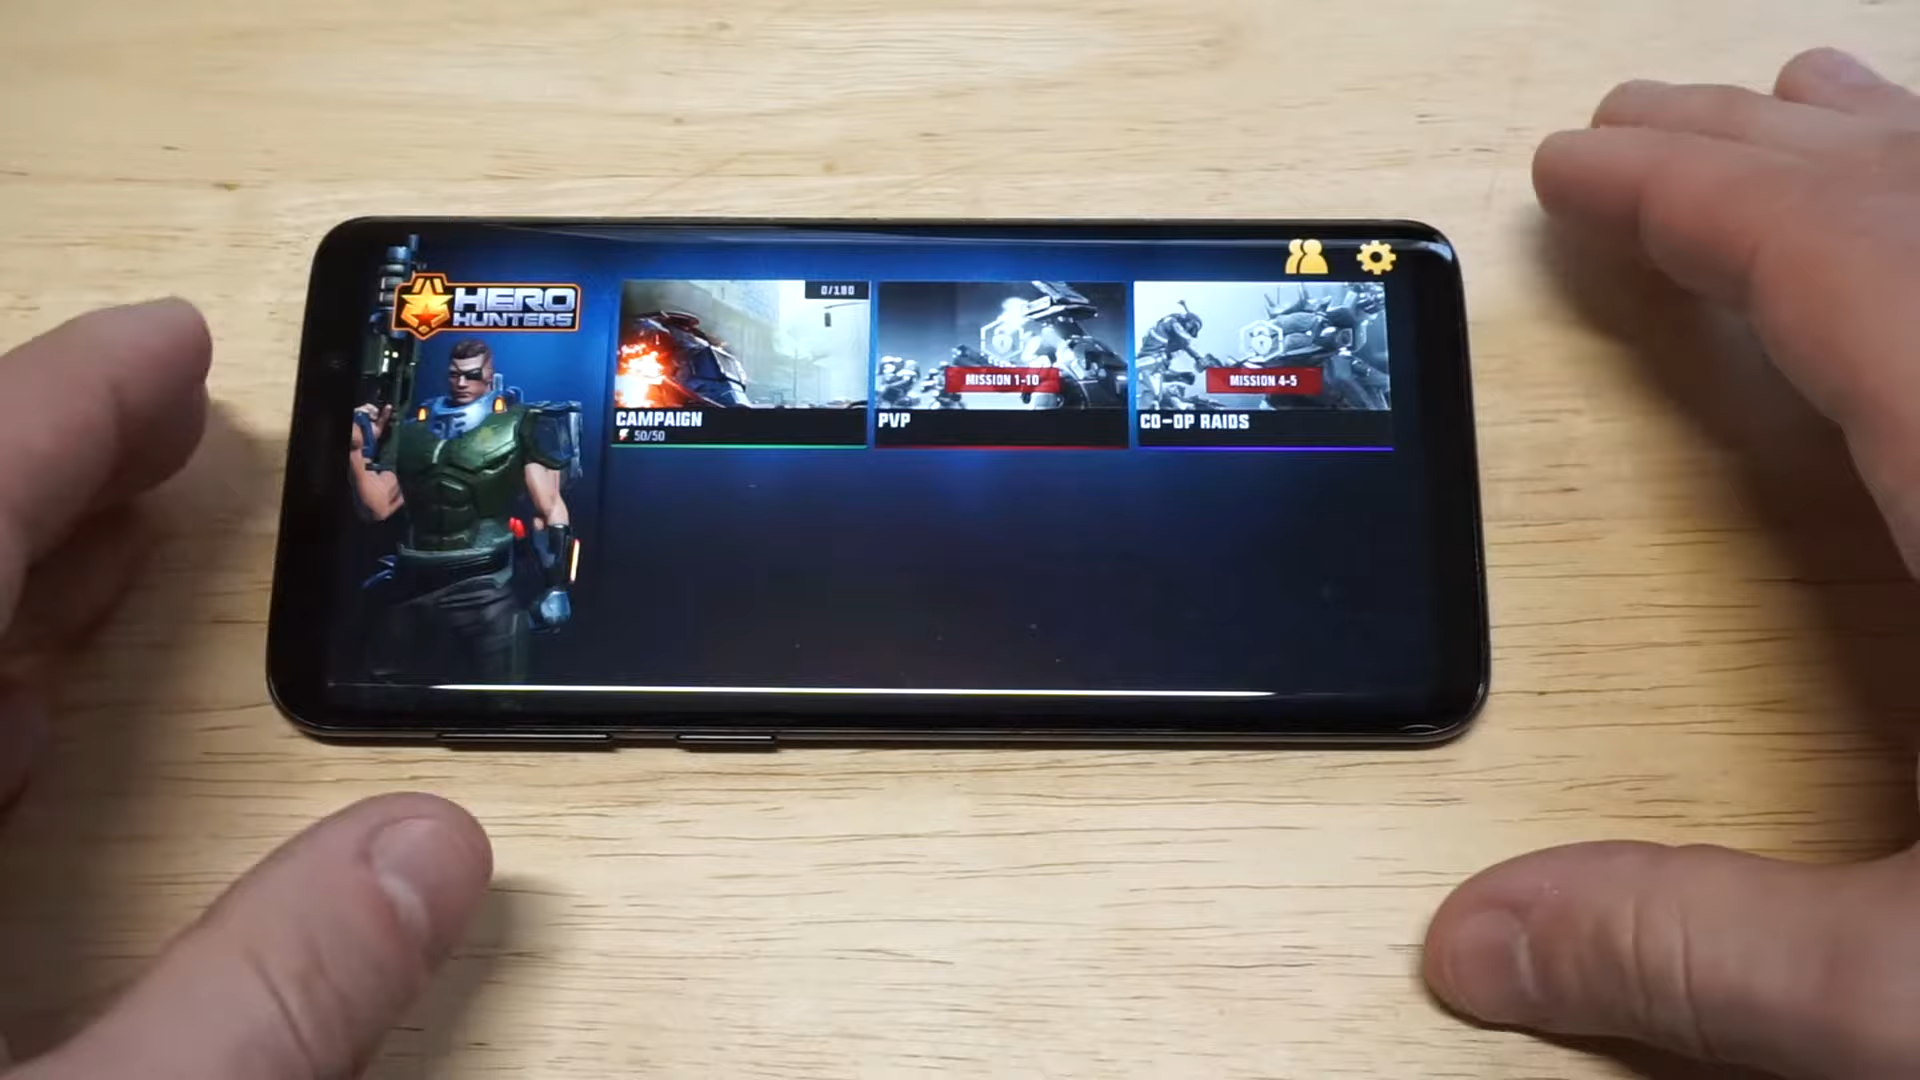 HERO
HUNTERS
0/180
CAMPAIGN
50/50
MISSION 1-10
PVP
MISSION 4-5
CO-OP RAIDS